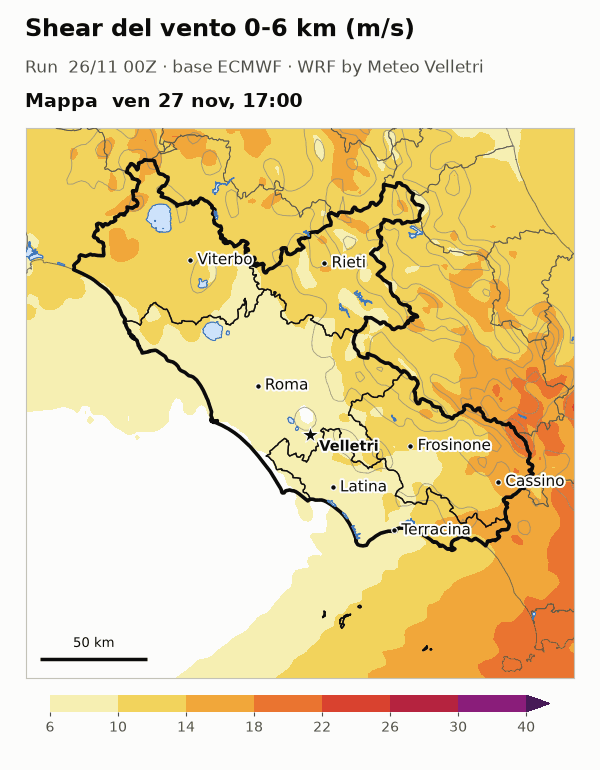 Shear del vento 0-6 km (m/s)
Run  26/11 00Z · base ECMWF · WRF by Meteo Velletri
Mappa  ven 27 nov, 17:00
Viterbo
Rieti
Roma
Velletri
Frosinone
Latina
Cassino
Terracina
50 km
6 10 14 18 22 26 30 40